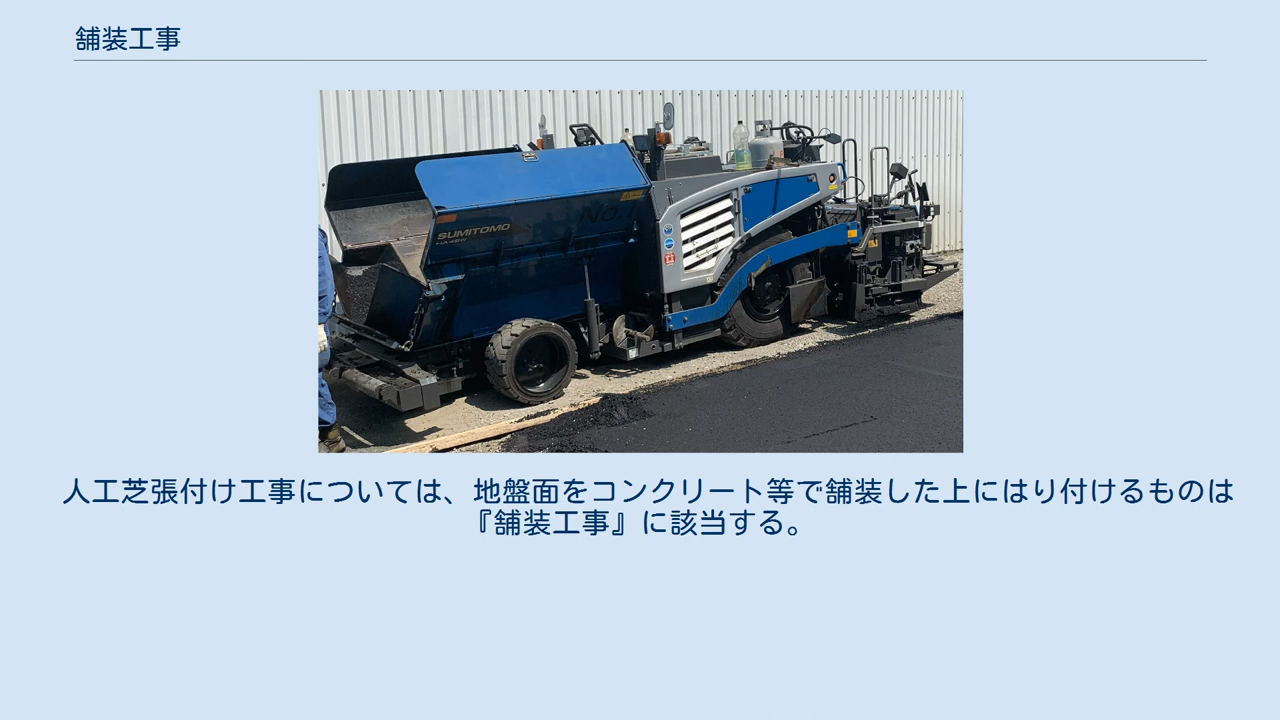 舗装工事
SUMITOMO
No.1
人工芝張付け工事については、地盤面をコンクリート等で舗装した上にはり付けるものは
『舗装工事』に該当する。